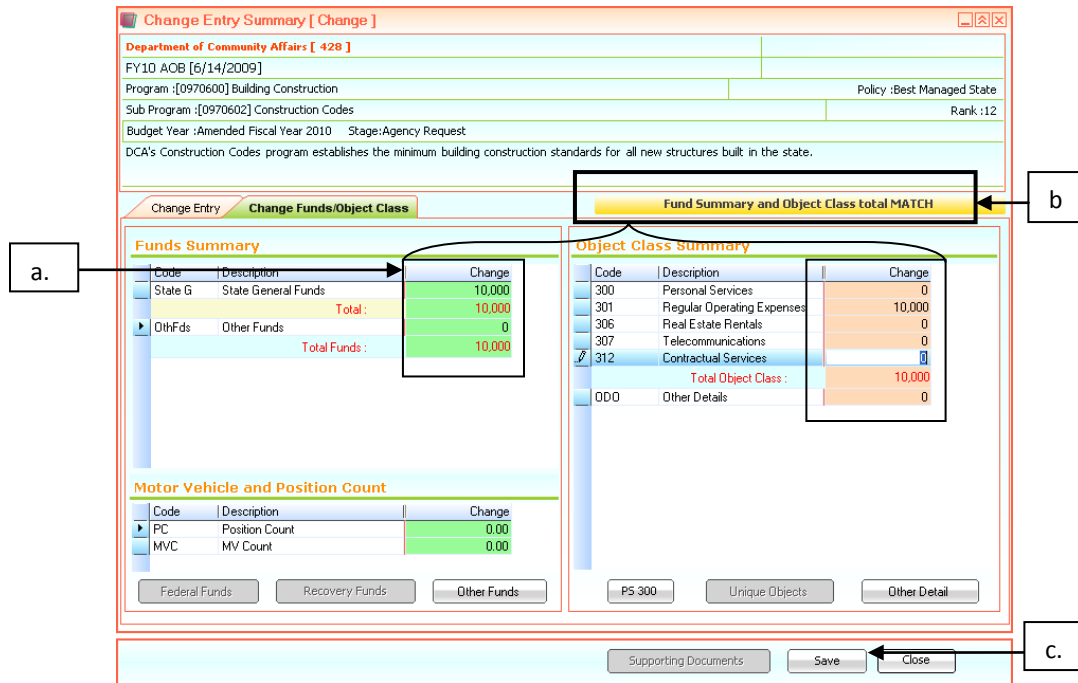 Change Entry Summary [ Change ]
Department of Community Affairs [ 428 ]
FY10 AOB [6/14/2009]
Program :[0970600] Building Construction Policy :Best Managed State
Sub Program :[0970602] Construction Codes Rank :12
Budget Year :Amended Fiscal Year 2010 Stage:Agency Request
DCA's Construction Codes program establishes the minimum building construction standards for all new structures built in the state.
Change Entry Change Funds/Object Class Fund Summary and Object Class total MATCH
b
a.
Funds Summary
Code Description Change
State G State General Funds 10,000
Total : 10,000
OthFds Other Funds 0
Total Funds : 10,000
Motor Vehicle and Position Count
Code Description Change
PC Position Count 0.00
MVC MV Count 0.00
Federal Funds Recovery Funds Other Funds
Object Class Summary
Code Description Change
300 Personal Services 0
301 Regular Operating Expenses 10,000
306 Real Estate Rentals 0
307 Telecommunications 0
312 Contractual Services 0
Total Object Class : 10,000
ODO Other Details 0
PS 300 Unique Objects Other Detail
Supporting Documents Save Close
c.